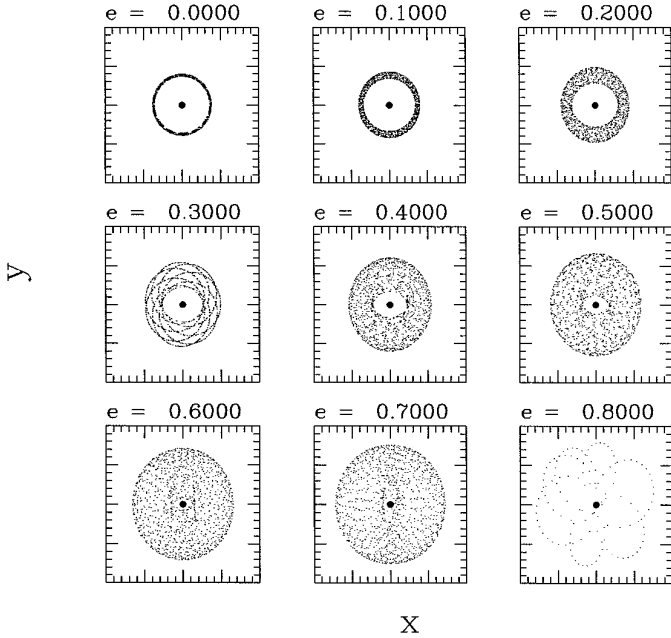 e = 0.0000
e = 0.1000
e = 0.2000
e = 0.3000
e = 0.4000
e = 0.5000
e = 0.6000
e = 0.7000
e = 0.8000
y
x